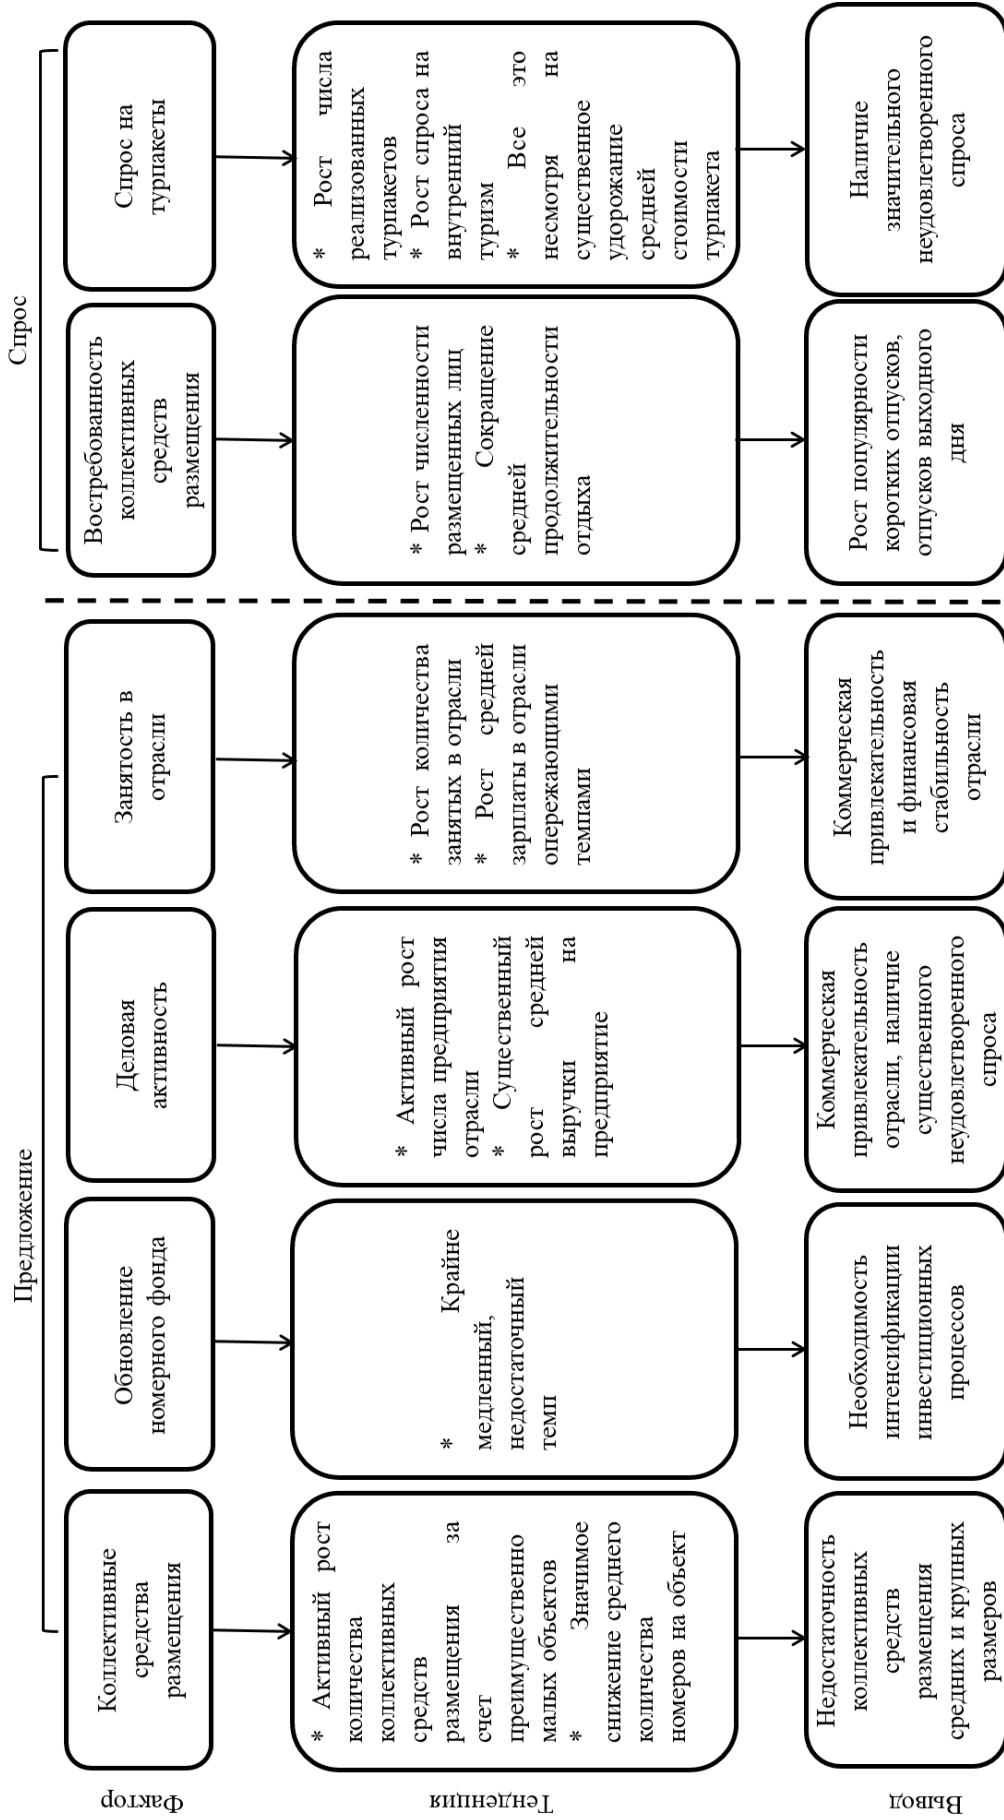 Предложение
Спрос
Фактор
Коллективные
средства
размещения
Обновление
номерного фонда
Деловая
активность
Занятость в
отрасли
Востребованность
коллективных
средств
размещения
Спрос на
турпакеты
Тенденция
* Активный рост
количества
коллективных
средств
размещения за
счет
преимущественно
малых объектов
* Значимое
снижение среднего
количества
номеров на объект
* Крайне
медленный,
недостаточный
темп
* Активный рост
числа предприятия
отрасли
* Существенный
рост средней
выручки на
предприятие
* Рост количества
занятых в отрасли
* Рост средней
зарплаты в отрасли
опережающими
темпами
* Рост численности
размещенных лиц
* Сокращение
средней
продолжительности
отдыха
* Рост числа
реализованных
турпакетов
* Рост спроса на
внутренний
туризм
* Все это
несмотря на
существенное
удорожание
средней
стоимости
турпакета
Вывод
Недостаточность
коллективных
средств
размещения
средних и крупных
размеров
Необходимость
интенсификации
инвестиционных
процессов
Коммерческая
привлекательность
отрасли, наличие
существенного
неудовлетворенного
спроса
Коммерческая
привлекательность
и финансовая
стабильность
отрасли
Рост популярности
коротких отпусков,
отпусков выходного
дня
Наличие
значительного
неудовлетворенного
спроса